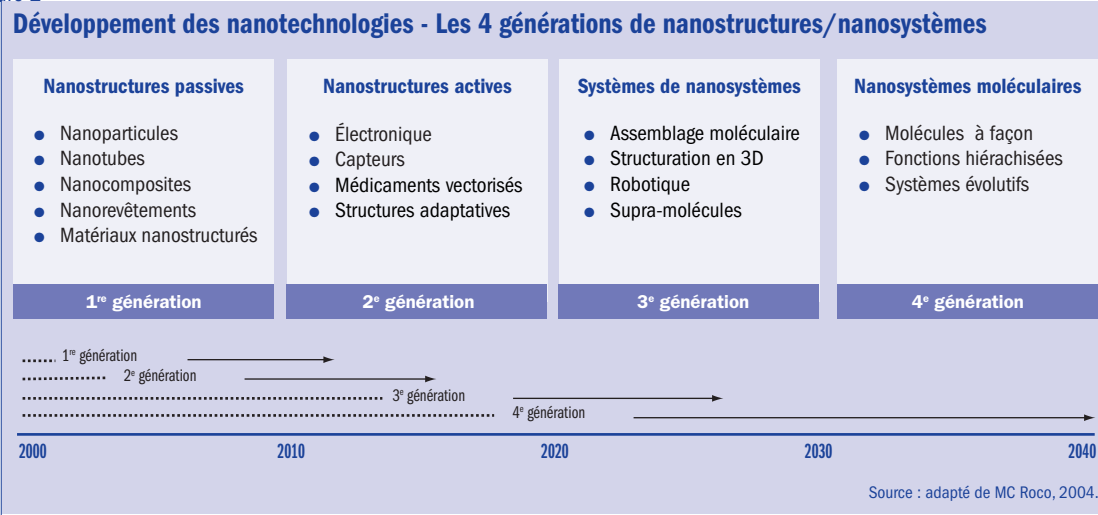 Développement des nanotechnologies - Les 4 générations de nanostructures/nanosystèmes
Nanostructures passives
● Nanoparticules
● Nanotubes
● Nanocomposites
● Nanorevêtements
● Matériaux nanostructurés
1re génération
Nanostructures actives
● Électronique
● Capteurs
● Médicaments vectorisés
● Structures adaptatives
2e génération
Systèmes de nanosystèmes
● Assemblage moléculaire
● Structuration en 3D
● Robotique
● Supra-molécules
3e génération
Nanosystèmes moléculaires
● Molécules à façon
● Fonctions hiérachisées
● Systèmes évolutifs
4e génération
1re génération
2e génération
3e génération
4e génération
2000 2010 2020 2030 2040
Source : adapté de MC Roco, 2004.